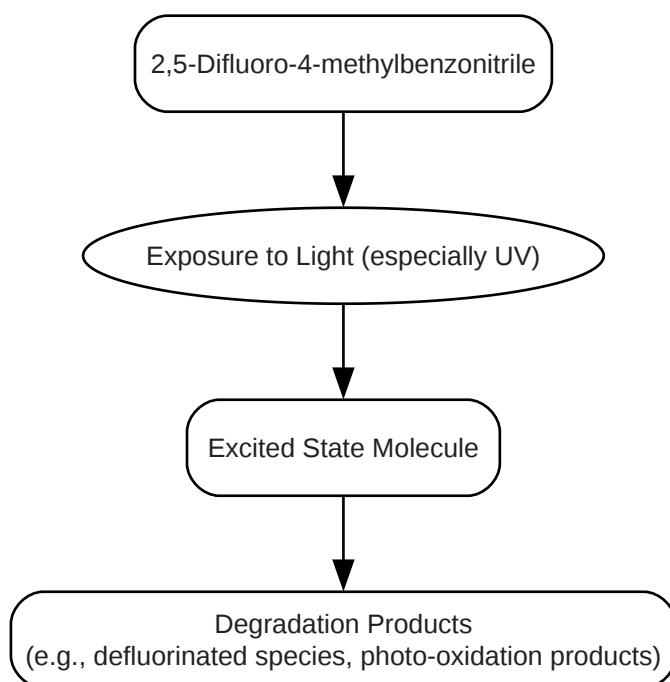 2,5-Difluoro-4-methylbenzonitrile
Exposure to Light (especially UV)
Excited State Molecule
Degradation Products
(e.g., defluorinated species, photo-oxidation products)